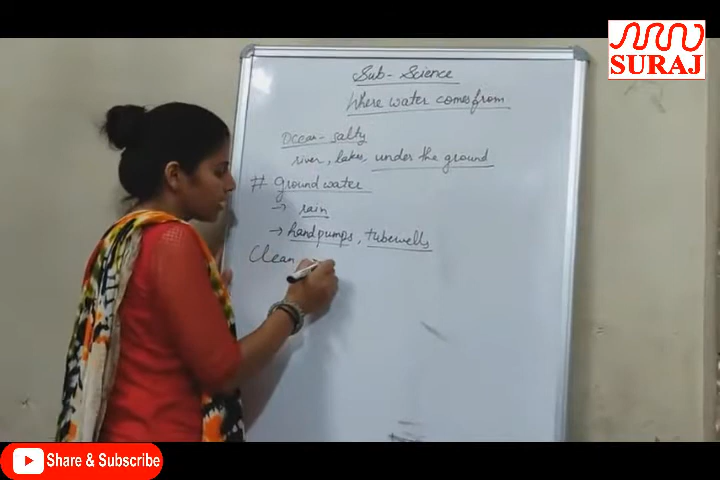 SURAJ
Sub- Science
Where water comes from
Ocean - salty
river, lakes, under the ground
# ground water
→ rain
→ handpumps, tubewells
Clean
Share & Subscribe